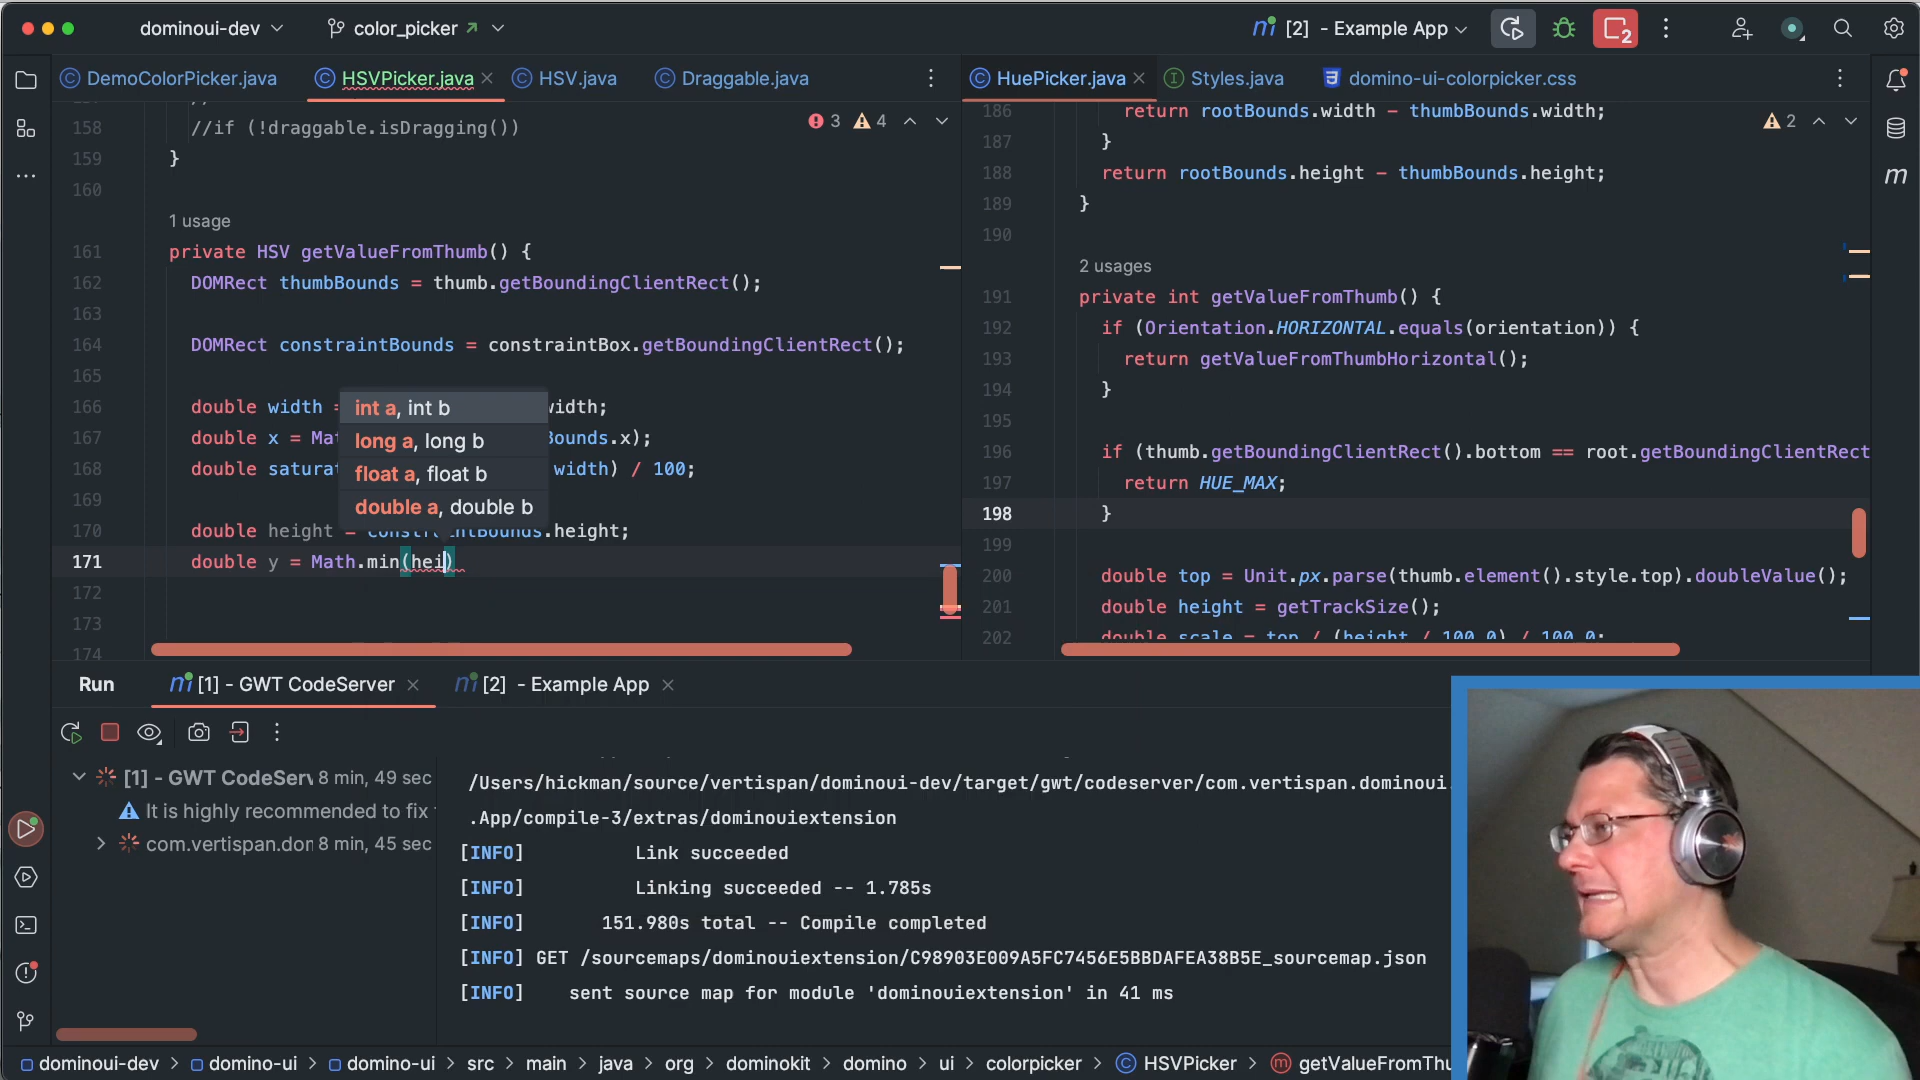 dominoui-dev
color_picker
[2] - Example App
2
DemoColorPicker.java
HSVPicker.java
HSV.java
Draggable.java
158 //if (!draggable.isDragging())
3 4
159 }
160
1 usage
161 private HSV getValueFromThumb() {
162 DOMRect thumbBounds = thumb.getBoundingClientRect();
163
164 DOMRect constraintBounds = constraintBox.getBoundingClientRect();
165
166 double width =
167 double x = Ma Bounds.x);
168 double satura width) / 100;
169
170 double height = constraintBounds.height;
171 double y = Math.min(hei)
172
173
174
int a, int b
long a, long b
float a, float b
double a, double b
HuePicker.java
Styles.java
domino-ui-colorpicker.css
186 return rootBounds.width - thumbBounds.width;
2
187 }
188 return rootBounds.height - thumbBounds.height;
189 }
190
2 usages
191 private int getValueFromThumb() {
192 if (Orientation.HORIZONTAL.equals(orientation)) {
193 return getValueFromThumbHorizontal();
194 }
195
196 if (thumb.getBoundingClientRect().bottom == root.getBoundingClientRect
197 return HUE_MAX;
198 }
199
200 double top = Unit.px.parse(thumb.element().style.top).doubleValue();
201 double height = getTrackSize();
202 double scale = top / (height / 100.0) / 100.0;
m
Run
[1] - GWT CodeServer
[2] - Example App
[1] - GWT CodeServ 8 min, 49 sec
It is highly recommended to fix
com.vertispan.dor 8 min, 45 sec
/Users/hickman/source/vertispan/dominoui-dev/target/gwt/codeserver/com.vertispan.dominoui.
.App/compile-3/extras/dominouiextension
[INFO] Link succeeded
[INFO] Linking succeeded -- 1.785s
[INFO] 151.980s total -- Compile completed
[INFO] GET /sourcemaps/dominouiextension/C98903E009A5FC7456E5BBDAFEA38B5E_sourcemap.json
[INFO] sent source map for module 'dominouiextension' in 41 ms
dominoui-dev > domino-ui > domino-ui > src > main > java > org > dominokit > domino > ui > colorpicker > HSVPicker > getValueFromThu